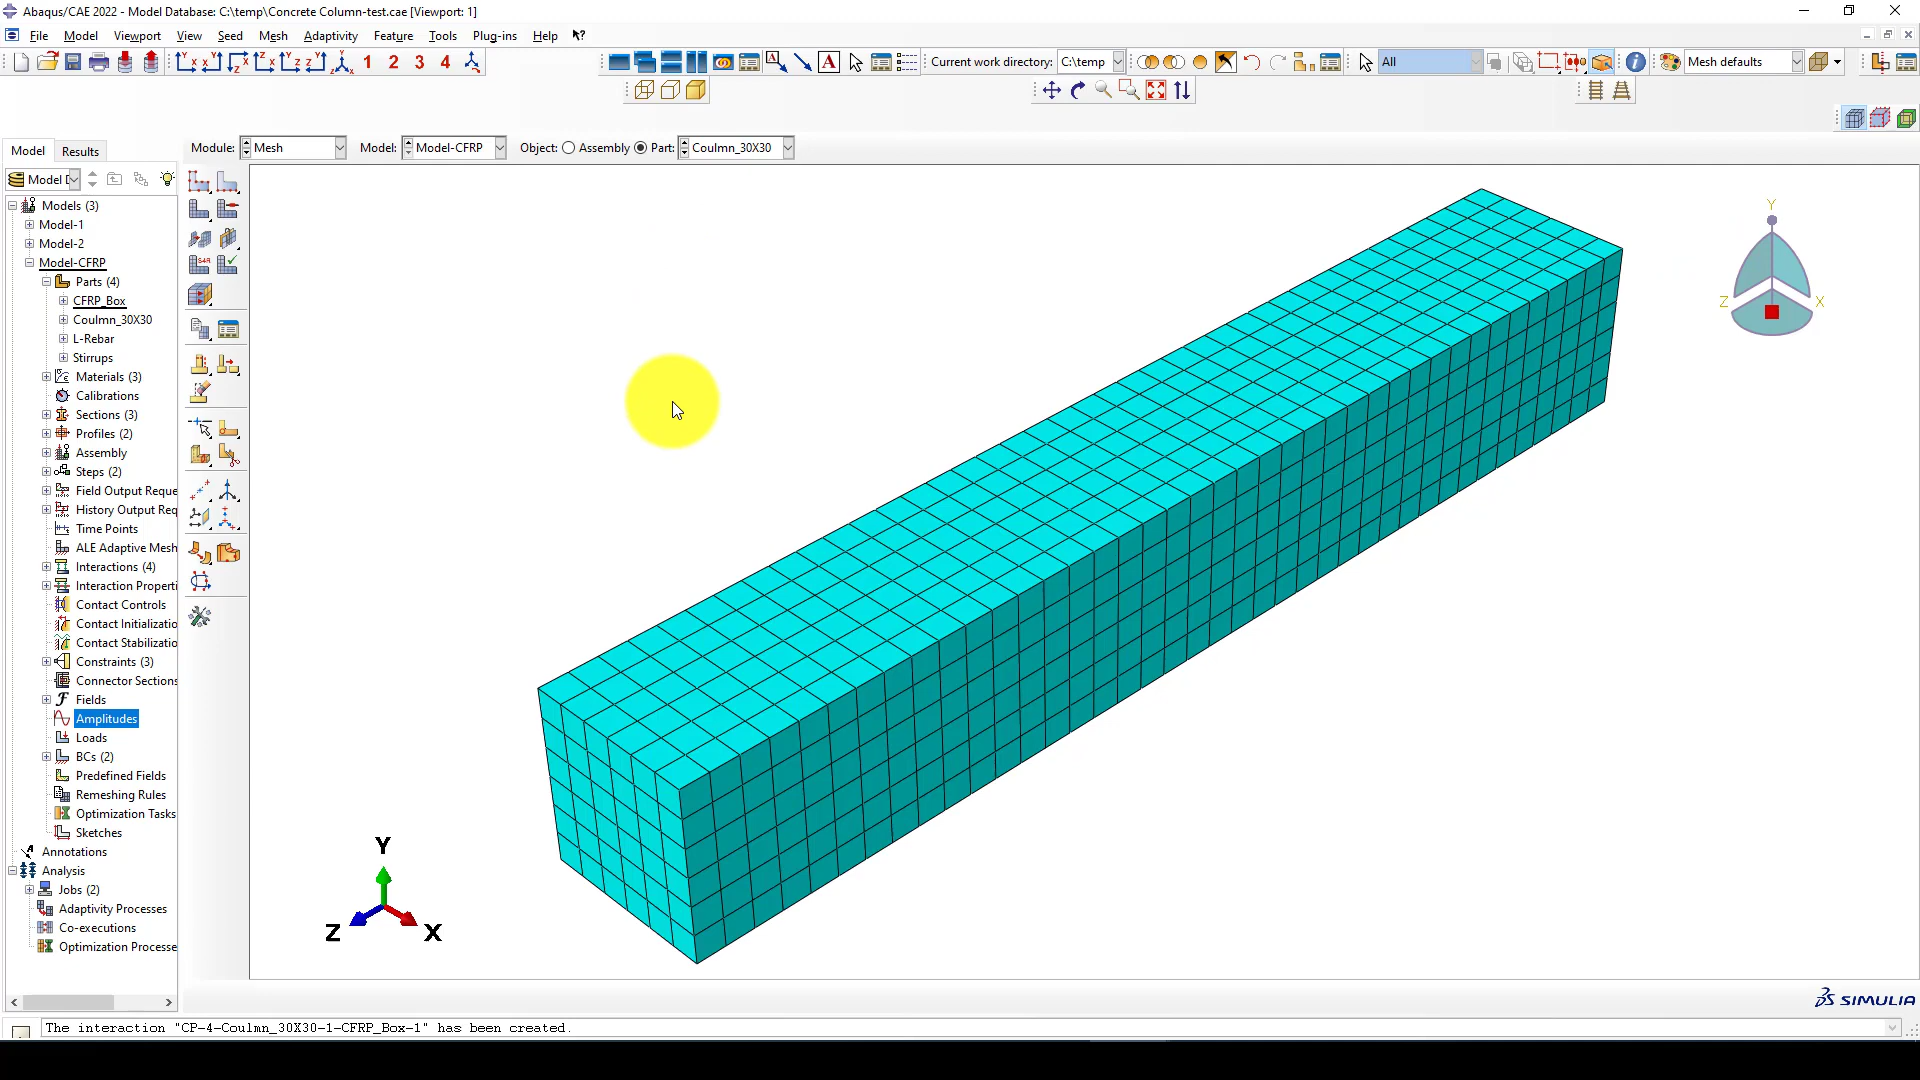 Abaqus/CAE 2022 - Model Database: C:\temp\Concrete Column-test.cae [Viewport: 1]
File Model Viewport View Seed Mesh Adaptivity Feature Tools Plug-ins Help
1 2 3 4
Current work directory: C:\temp
All
Mesh defaults
Model Results
Module: Mesh Model: Model-CFRP Object: Assembly Part: Coulmn_30X30
Model D
Models (3)
Model-1
Model-2
Model-CFRP
Parts (4)
CFRP_Box
Coulmn_30X30
L-Rebar
Stirrups
Materials (3)
Calibrations
Sections (3)
Profiles (2)
Assembly
Steps (2)
Field Output Reque
History Output Req
Time Points
ALE Adaptive Mesh
Interactions (4)
Interaction Properti
Contact Controls
Contact Initializatio
Contact Stabilizatio
Constraints (3)
Connector Sections
Fields
Amplitudes
Loads
BCs (2)
Predefined Fields
Remeshing Rules
Optimization Tasks
Sketches
Annotations
Analysis
Jobs (2)
Adaptivity Processes
Co-executions
Optimization Processe
Y
Z X
Y
Z X
SIMULIA
The interaction "CP-4-Coulmn_30X30-1-CFRP_Box-1" has been created.